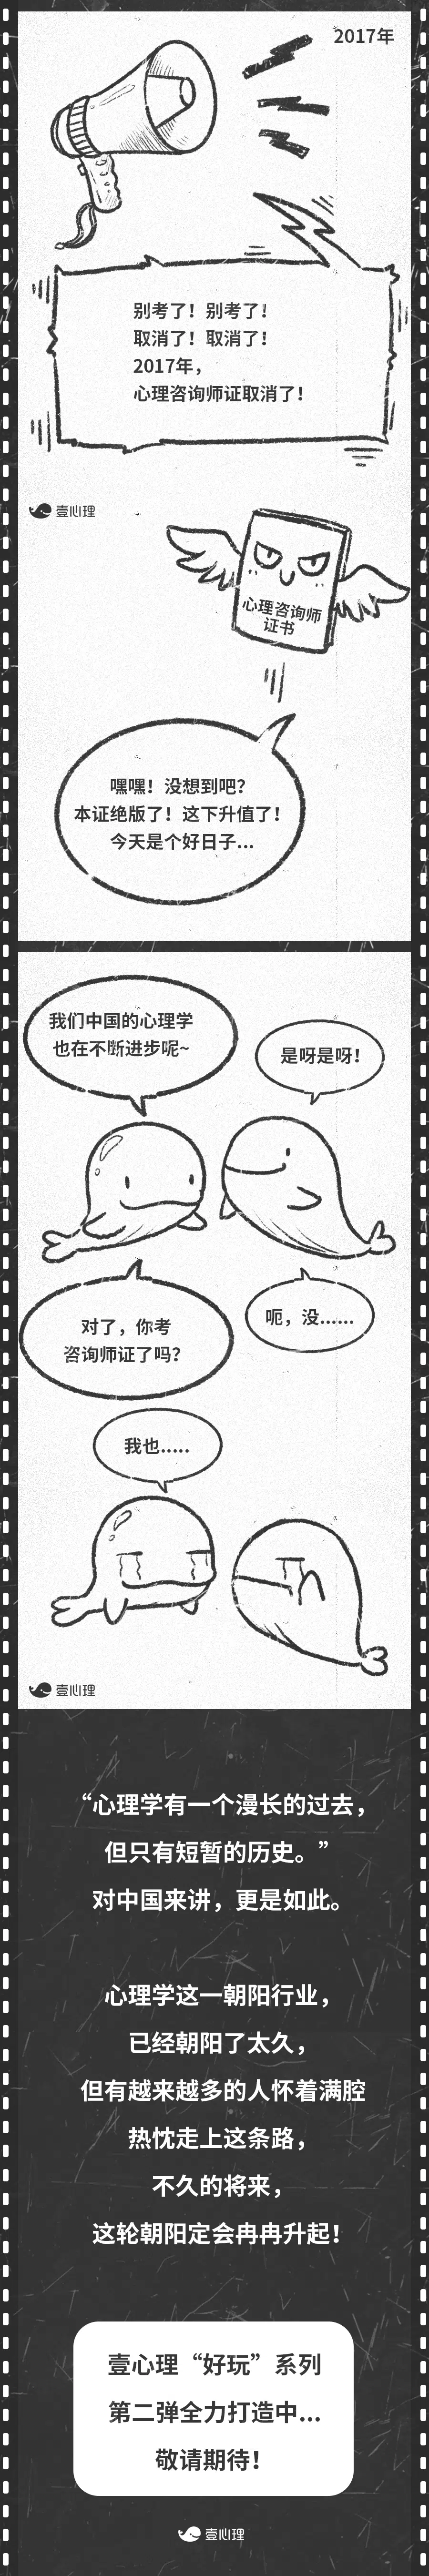 2017年
别考了！别考了！
取消了！取消了！
2017年，
心理咨询师证取消了！
壹心理
心理咨询师
证书
嘿嘿！没想到吧？
本证绝版了！这下升值了！
今天是个好日子...
我们中国的心理学
也在不断进步呢~
是呀是呀！
对了，你考
咨询师证了吗？
呃，没......
我也.....
壹心理
“心理学有一个漫长的过去，
但只有短暂的历史。”
对中国来讲，更是如此。
心理学这一朝阳行业，
已经朝阳了太久，
但有越来越多的人怀着满腔
热忱走上这条路，
不久的将来，
这轮朝阳定会冉冉升起！
壹心理“好玩”系列
第二弹全力打造中...
敬请期待！
壹心理